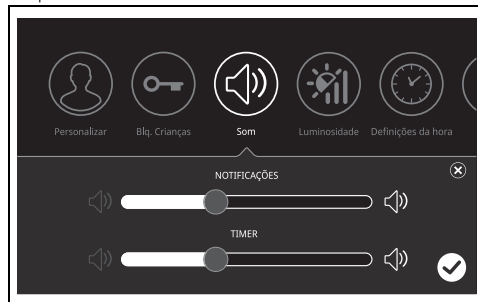 Personalizar
Blq. Crianças
Som
Luminosidade
Definições da hora
NOTIFICAÇÕES
TIMER